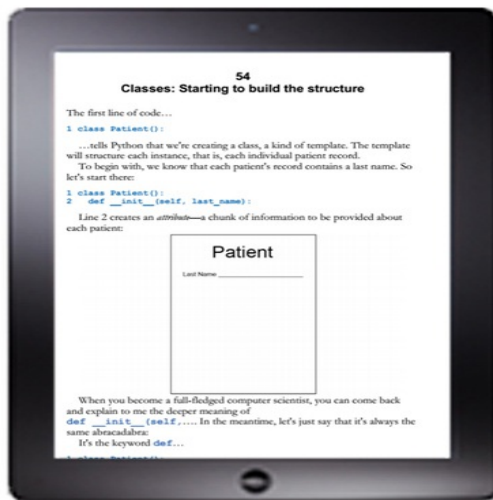 54
Classes: Starting to build the structure
The first line of code…
1 class Patient():
…tells Python that we're creating a class, a kind of template. The template
will structure each instance, that is, each individual patient record.
To begin with, we know that each patient's record contains a last name. So
let's start there:
1 class Patient():
2   def __init__(self, last_name):
Line 2 creates an attribute—a chunk of information to be provided about
each patient:
Patient
Last Name
When you become a full-fledged computer scientist, you can come back
and explain to me the deeper meaning of
def __init__(self,.... In the meantime, let's just say that it's always the
same abracadabra:
It's the keyword def…
1 class Patient():